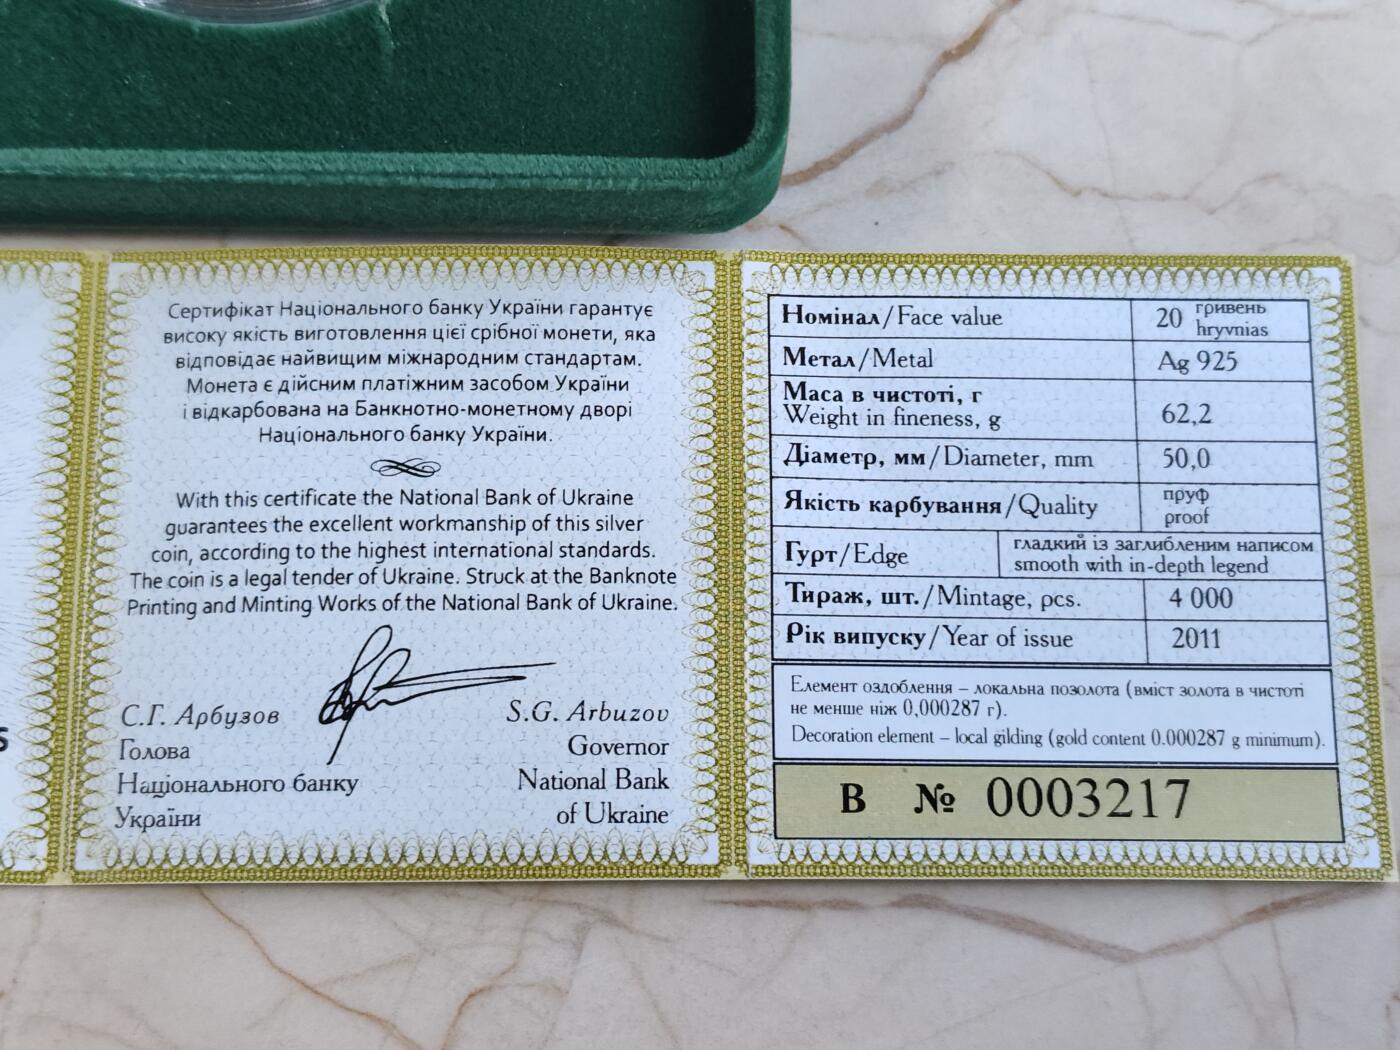 Сертифікат Національного банку України гарантує
високу якість виготовлення цієї срібної монети, яка
відповідає найвищим міжнародним стандартам.
Монета є дійсним платіжним засобом України
і відкарбована на Банкнотно-монетному дворі
Національного банку України.
With this certificate the National Bank of Ukraine
guarantees the excellent workmanship of this silver
coin, according to the highest international standards.
The coin is a legal tender of Ukraine. Struck at the Banknote
Printing and Minting Works of the National Bank of Ukraine.
С.Г. Арбузов
Голова
Національного банку
України
S.G. Arbuzov
Governor
National Bank
of Ukraine
Номінал/Face value 20 гривень
hryvnias
Метал/Metal Ag 925
Маса в чистоті, г
Weight in fineness, g 62,2
Діаметр, мм/Diameter, mm 50,0
Якість карбування/Quality пруф
proof
Гурт/Edge гладкий із заглибленим написом
smooth with in-depth legend
Тираж, шт./Mintage, pcs. 4 000
Рік випуску/Year of issue 2011
Елемент оздоблення – локальна позолота (вміст золота в чистоті
не менше ніж 0,000287 г).
Decoration element – local gilding (gold content 0.000287 g minimum).
В № 0003217